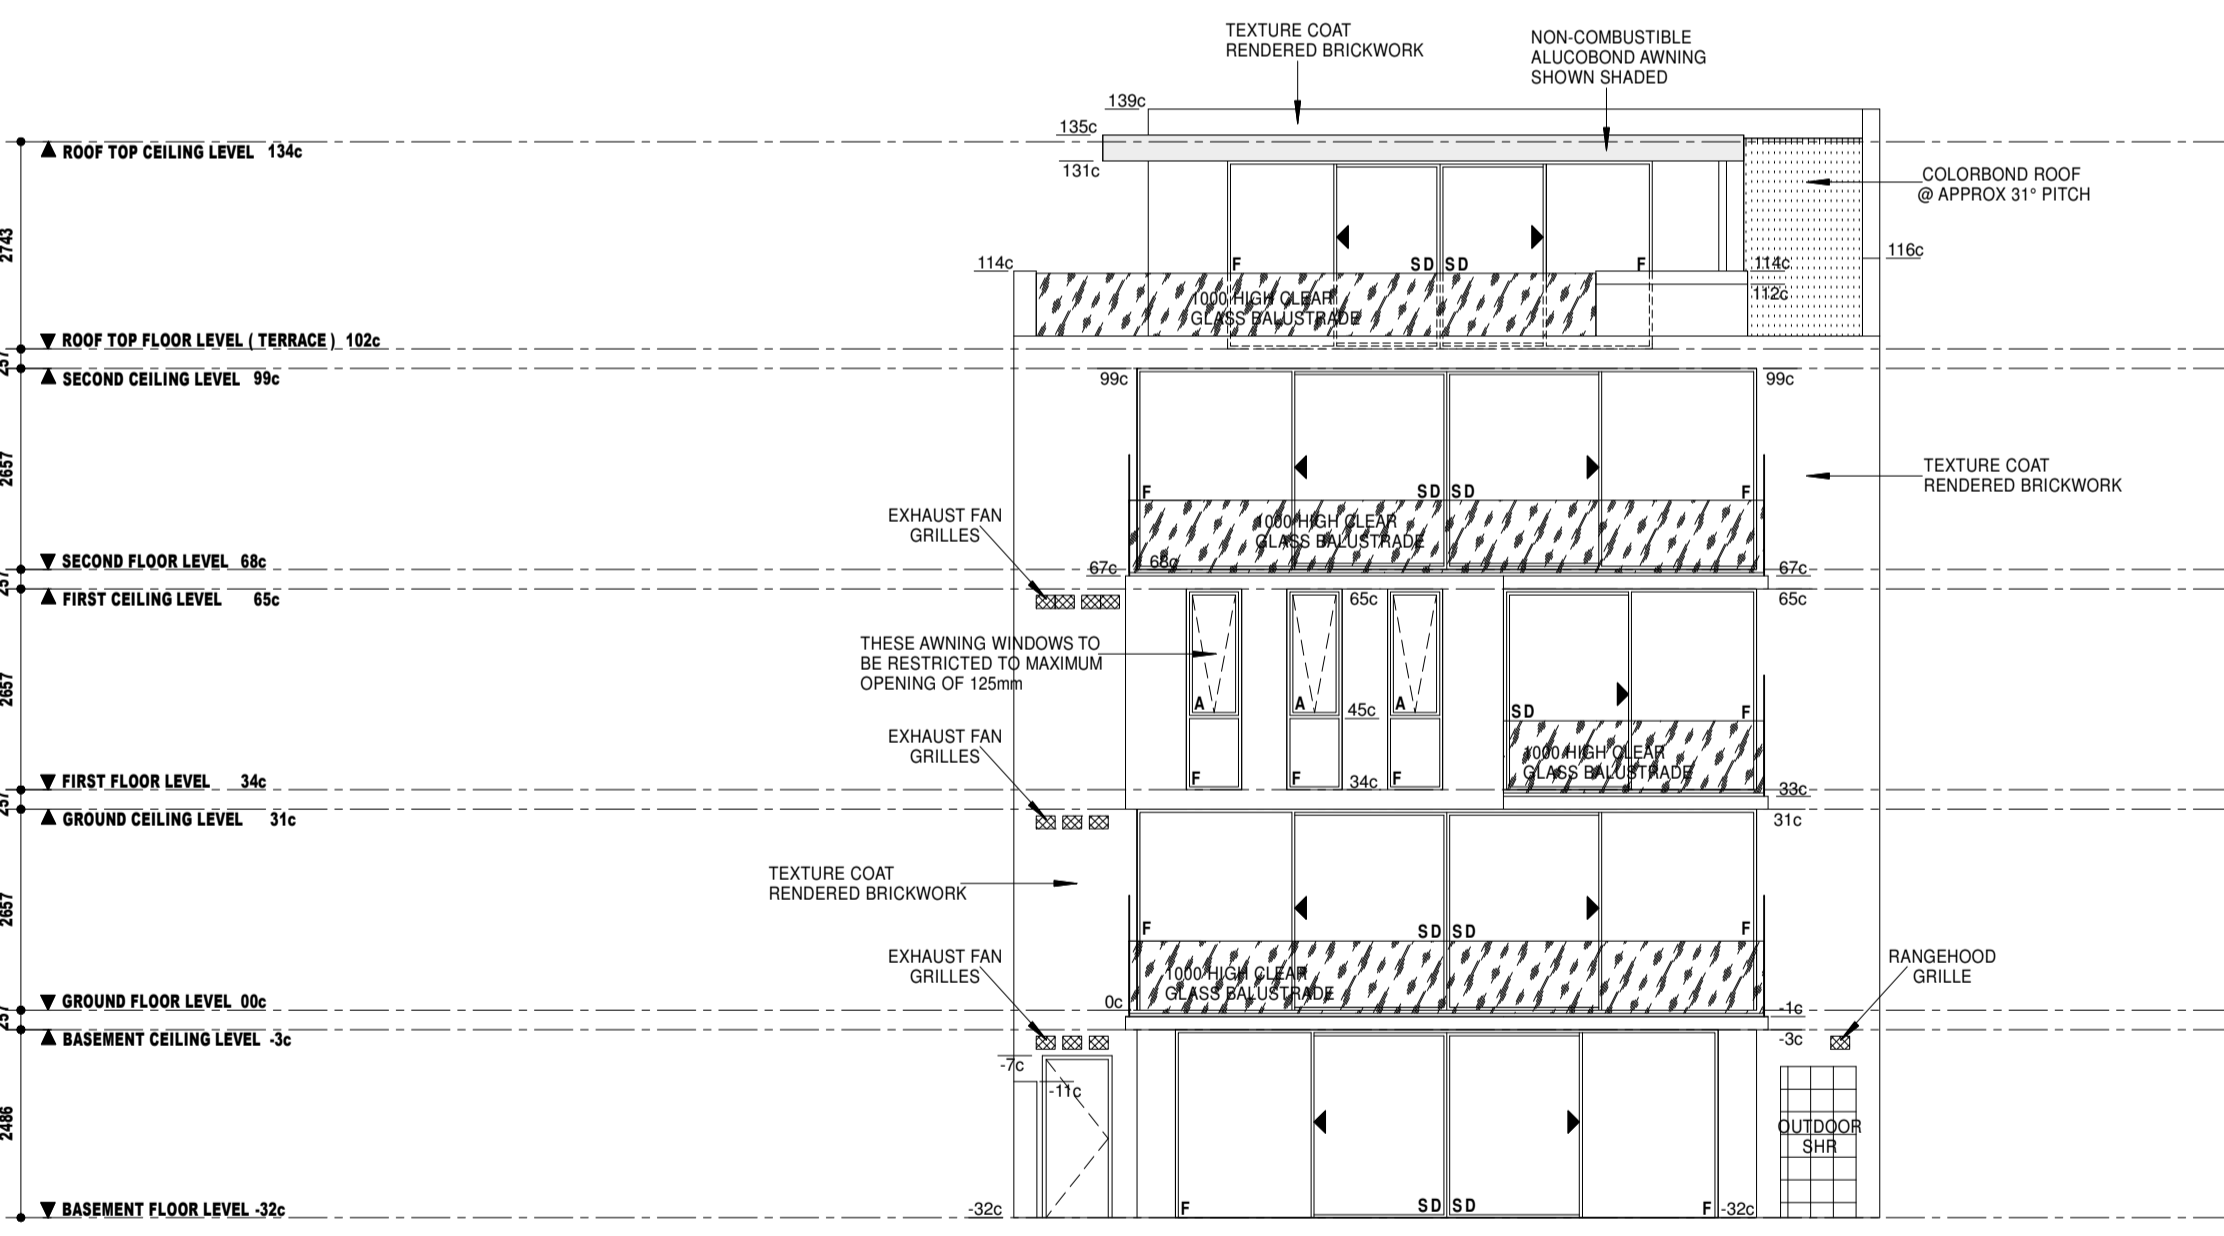 TEXTURE COAT
RENDERED BRICKWORK
NON-COMBUSTIBLE
ALUCOBOND AWNING
SHOWN SHADED
139c
135c
ROOF TOP CEILING LEVEL 134c
131c
COLORBOND ROOF
@ APPROX 31° PITCH
2743
114c
F
SD
SD
F
114c
116c
112c
1000 HIGH CLEAR
GLASS BALUSTRADE
ROOF TOP FLOOR LEVEL ( TERRACE ) 102c
257
SECOND CEILING LEVEL 99c
99c
99c
2657
TEXTURE COAT
RENDERED BRICKWORK
F
SD
SD
F
EXHAUST FAN
GRILLES
1000 HIGH CLEAR
GLASS BALUSTRADE
SECOND FLOOR LEVEL 68c
67c
68c
67c
257
FIRST CEILING LEVEL 65c
65c
65c
THESE AWNING WINDOWS TO
BE RESTRICTED TO MAXIMUM
OPENING OF 125mm
2657
A
A
A
45c
SD
F
EXHAUST FAN
GRILLES
1000 HIGH CLEAR
GLASS BALUSTRADE
FIRST FLOOR LEVEL 34c
F
F
34c
F
33c
257
GROUND CEILING LEVEL 31c
31c
TEXTURE COAT
RENDERED BRICKWORK
2657
F
SD
SD
F
EXHAUST FAN
GRILLES
1000 HIGH CLEAR
GLASS BALUSTRADE
RANGEHOOD
GRILLE
GROUND FLOOR LEVEL 00c
0c
-1c
257
BASEMENT CEILING LEVEL -3c
-3c
-7c
-11c
2486
OUTDOOR
SHR
BASEMENT FLOOR LEVEL -32c
-32c
F
SD
SD
F
-32c